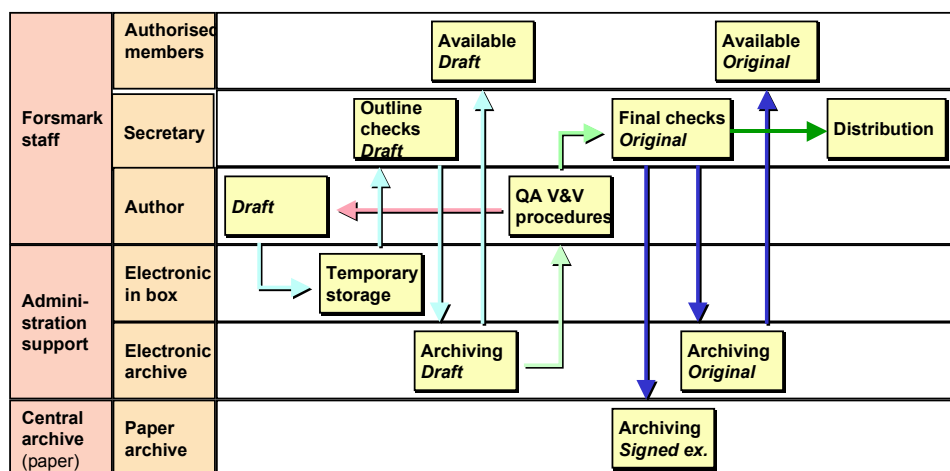 Authorised
members
Available
Draft
Available
Original
Forsmark
staff
Secretary
Outline
checks
Draft
Final checks
Original
Distribution
Author
Draft
QA V&V
procedures
Admini-
stration
support
Electronic
in box
Temporary
storage
Electronic
archive
Archiving
Draft
Archiving
Original
Central
archive
(paper)
Paper
archive
Archiving
Signed ex.